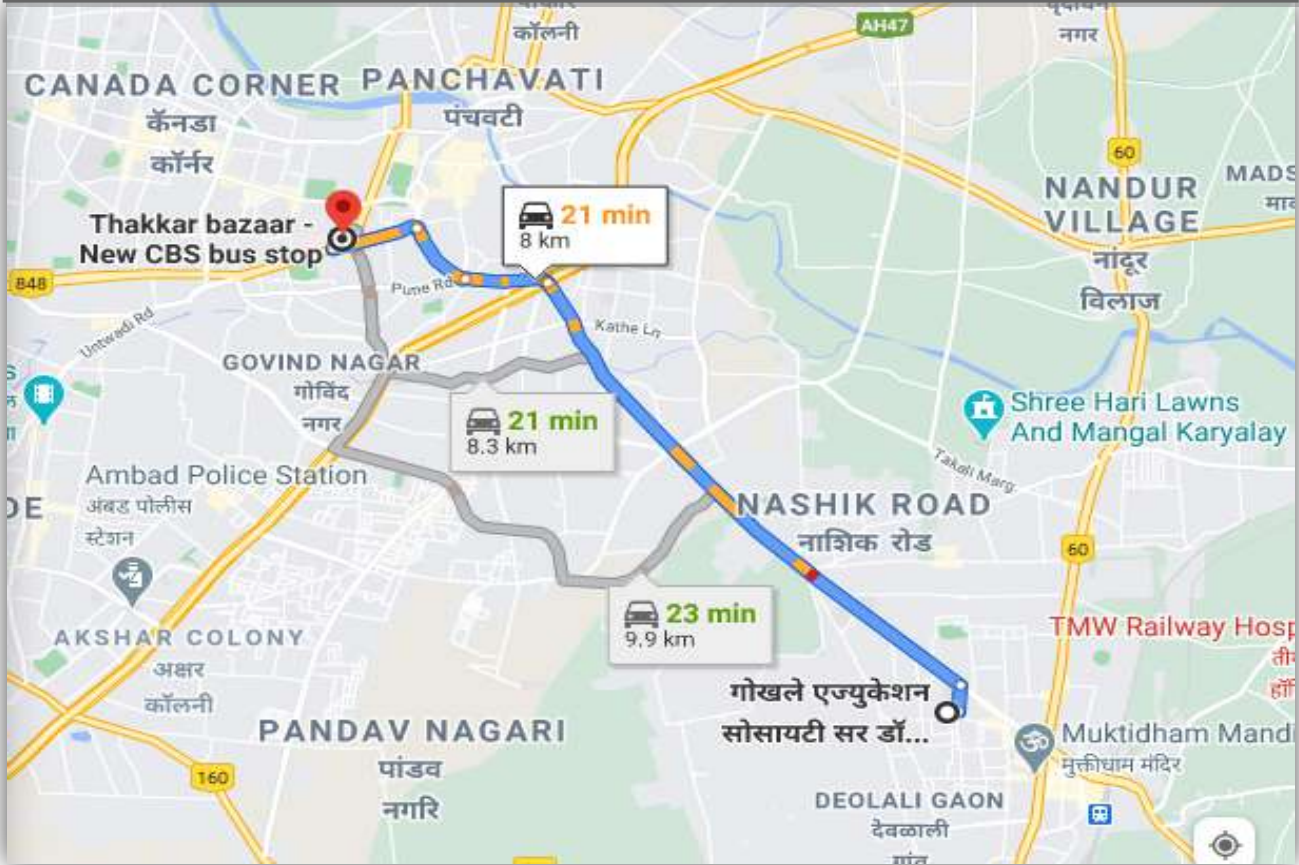 कॉलनी
AH47
नगर
CANADA CORNER
कॅनडा
कॉर्नर
PANCHAVATI
पंचवटी
60
NANDUR
VILLAGE
नांदूर
विलाज
MADS
Thakkar bazaar -
New CBS bus stop
21 min
8 km
848
Pune Rd
Untwadi Rd
Kathe Ln
GOVIND NAGAR
गोविंद
नगर
21 min
8.3 km
Shree Hari Lawns
And Mangal Karyalay
Takali Marg
Ambad Police Station
अंबड पोलीस
स्टेशन
DE
NASHIK ROAD
नाशिक रोड
60
23 min
9.9 km
TMW Railway Hosp
AKSHAR COLONY
अक्षर
कॉलनी
गोखले एज्युकेशन
सोसायटी सर डॉ...
PANDAV NAGARI
पांडव
नगरि
160
Muktidham Mandi
मुक्तीधाम मंदिर
DEOLALI GAON
देवळाली
गांव